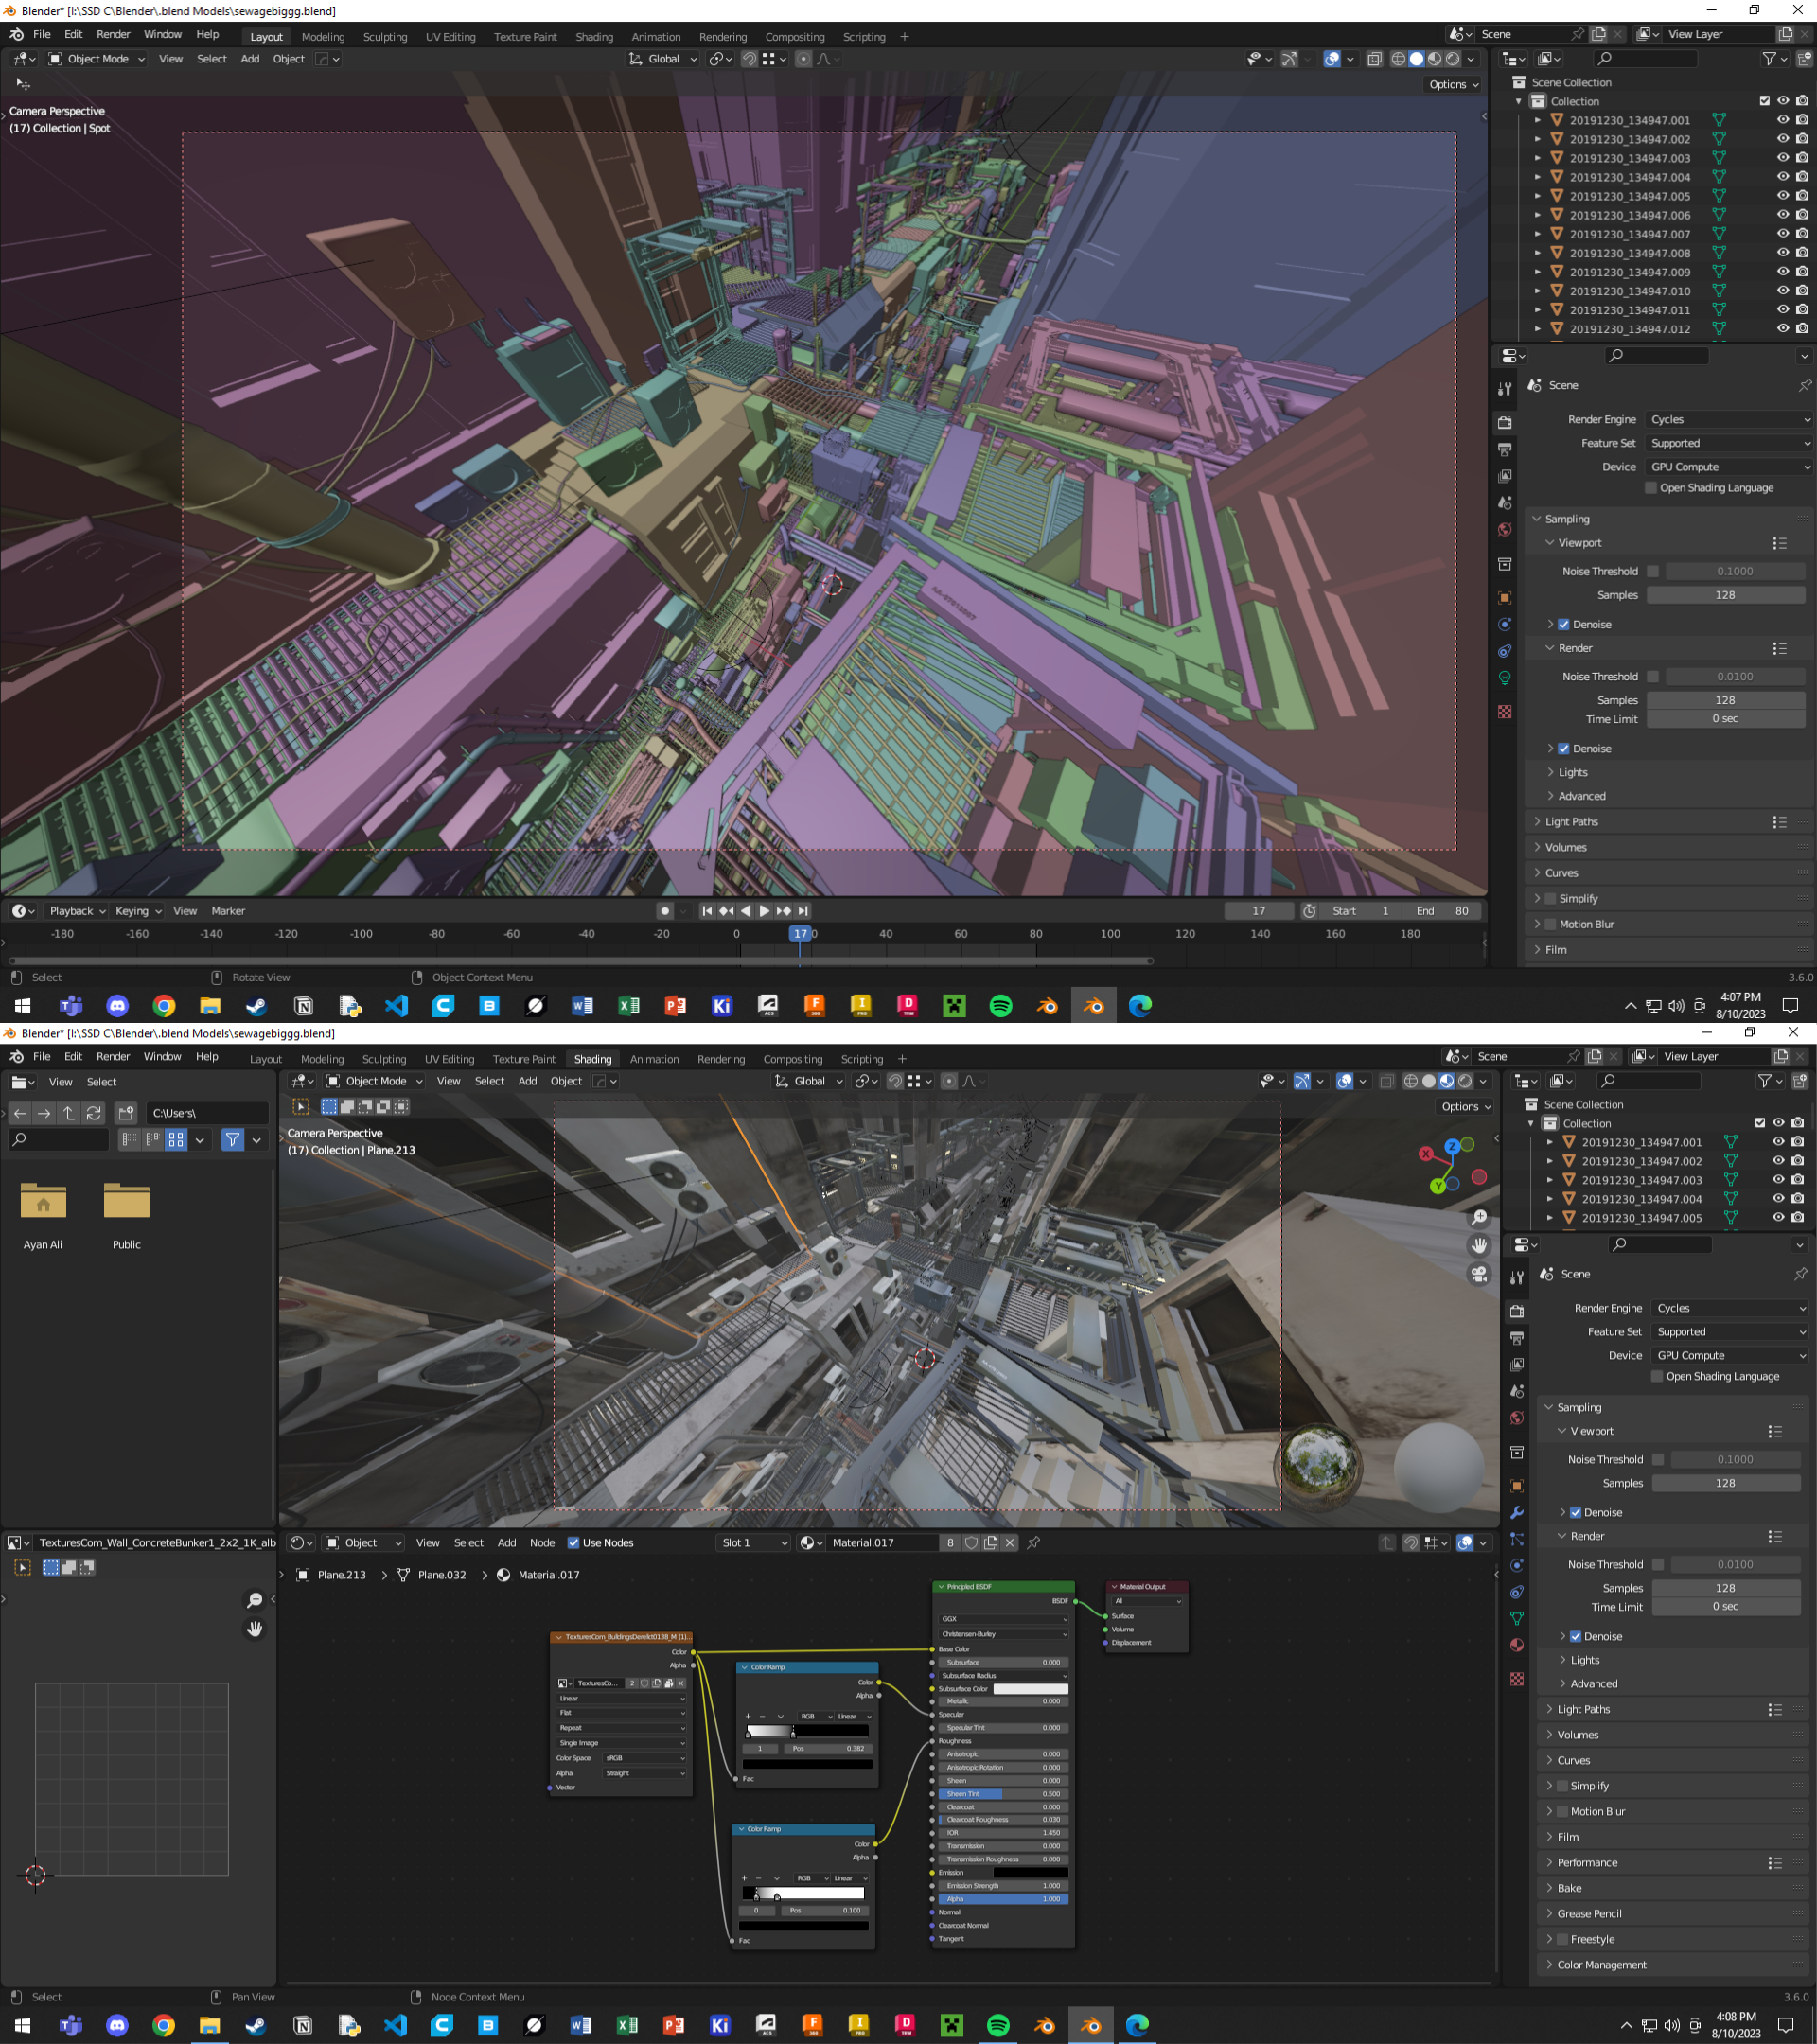 Blender* [I:\SSD C\Blender\.blend Models\sewagebiggg.blend]
File Edit Render Window Help Layout Modeling Sculpting UV Editing Texture Paint Shading Animation Rendering Compositing Scripting + Scene View Layer
Object Mode View Select Add Object Global
Options
Camera Perspective
(17) Collection | Spot
Scene Collection
Collection
20191230_134947.001
20191230_134947.002
20191230_134947.003
20191230_134947.004
20191230_134947.005
20191230_134947.006
20191230_134947.007
20191230_134947.008
20191230_134947.009
20191230_134947.010
20191230_134947.011
20191230_134947.012
Scene
Render Engine Cycles
Feature Set Supported
Device GPU Compute
Open Shading Language
Sampling
Viewport
Noise Threshold 0.1000
Samples 128
Denoise
Render
Noise Threshold 0.0100
Samples 128
Time Limit 0 sec
Denoise
Lights
Advanced
Light Paths
Volumes
Curves
Simplify
Motion Blur
Film
Playback Keying View Marker 17 Start 1 End 80
-180 -160 -140 -120 -100 -80 -60 -40 -20 0 17 40 60 80 100 120 140 160 180
Select Rotate View Object Context Menu 3.6.0
4:07 PM
8/10/2023
Blender* [I:\SSD C\Blender\.blend Models\sewagebiggg.blend]
File Edit Render Window Help Layout Modeling Sculpting UV Editing Texture Paint Shading Animation Rendering Compositing Scripting + Scene View Layer
View Select
Object Mode View Select Add Object Global
C:\Users\
Options
Camera Perspective
(17) Collection | Plane.213
Ayan Ali Public
Scene Collection
Collection
20191230_134947.001
20191230_134947.002
20191230_134947.003
20191230_134947.004
20191230_134947.005
Scene
Render Engine Cycles
Feature Set Supported
Device GPU Compute
Open Shading Language
Sampling
Viewport
Noise Threshold 0.1000
Samples 128
Denoise
Render
Noise Threshold 0.0100
Samples 128
Time Limit 0 sec
Denoise
Lights
Advanced
Light Paths
Volumes
Curves
Simplify
Motion Blur
Film
Performance
Bake
Grease Pencil
Freestyle
Color Management
TexturesCom_Wall_ConcreteBunker1_2x2_1K_alb
Object View Select Add Node Use Nodes Slot 1 Material.017 8
Plane.213 > Plane.032 > Material.017
TexturesCom_BuildingsDerelict0138_M (1)...
Color
Alpha
TexturesCo... 2
Linear
Flat
Repeat
Single Image
Color Space sRGB
Alpha Straight
Vector
Color Ramp
Color
Alpha
+ − RGB Linear
1 Pos 0.382
Fac
Color Ramp
Color
Alpha
+ − RGB Linear
0 Pos 0.100
Fac
Principled BSDF
BSDF
GGX
Christensen-Burley
Base Color
Subsurface 0.000
Subsurface Radius
Subsurface Color
Metallic 0.000
Specular
Specular Tint 0.000
Roughness
Anisotropic 0.000
Anisotropic Rotation 0.000
Sheen 0.000
Sheen Tint 0.500
Clearcoat 0.000
Clearcoat Roughness 0.030
IOR 1.450
Transmission 0.000
Transmission Roughness 0.000
Emission
Emission Strength 1.000
Alpha 1.000
Normal
Clearcoat Normal
Tangent
Material Output
All
Surface
Volume
Displacement
Select Pan View Node Context Menu 3.6.0
4:08 PM
8/10/2023